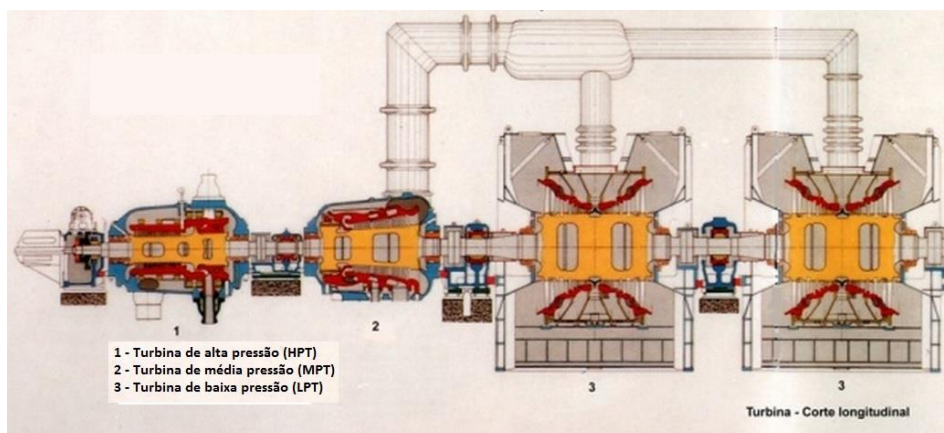 1
2
1 - Turbina de alta pressão (HPT)
2 - Turbina de média pressão (MPT)
3 - Turbina de baixa pressão (LPT)
3
3
Turbina - Corte longitudinal